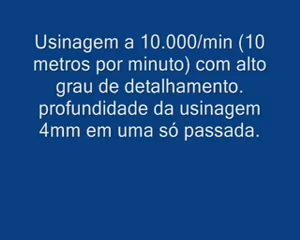 Usinagem a 10.000/min (10
metros por minuto) com alto
grau de detalhamento.
profundidade da usinagem
4mm em uma só passada.